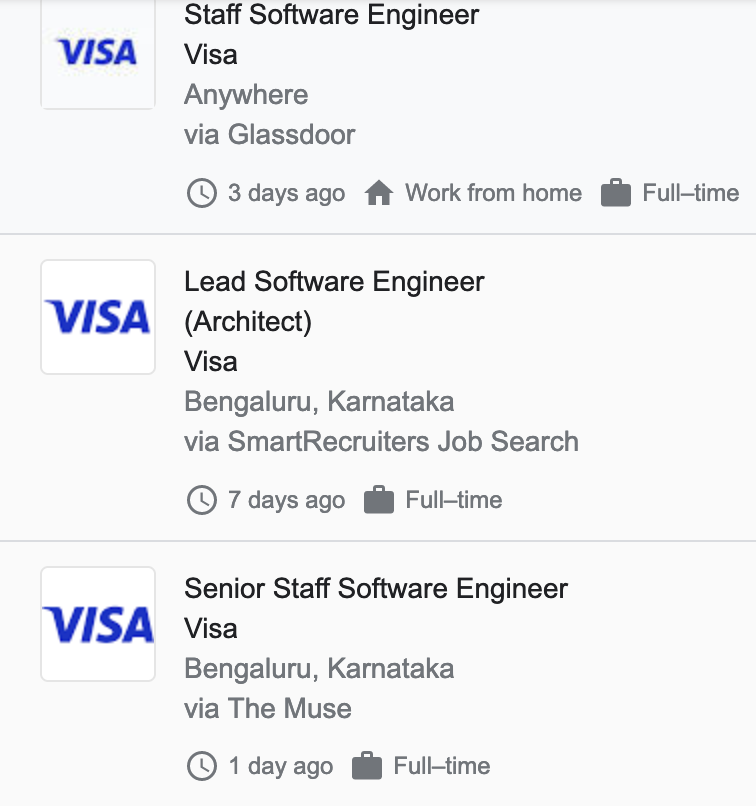 Staff Software Engineer
VISA
Visa
Anywhere
via Glassdoor
3 days ago Work from home Full–time
Lead Software Engineer
VISA
(Architect)
Visa
Bengaluru, Karnataka
via SmartRecruiters Job Search
7 days ago Full–time
Senior Staff Software Engineer
VISA
Visa
Bengaluru, Karnataka
via The Muse
1 day ago Full–time